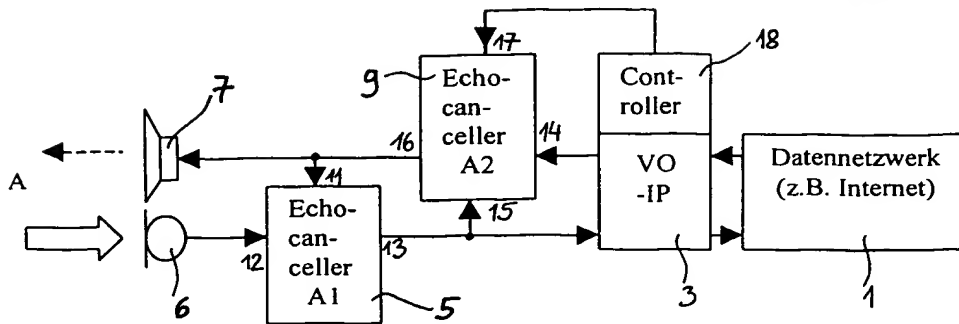 17
18
9
Echo-
can-
celler
A2
Cont-
roller
7
16
14
VO
-IP
Datennetzwerk
(z.B. Internet)
A
11
15
Echo-
can-
celler
A1
12
13
6
5
3
1